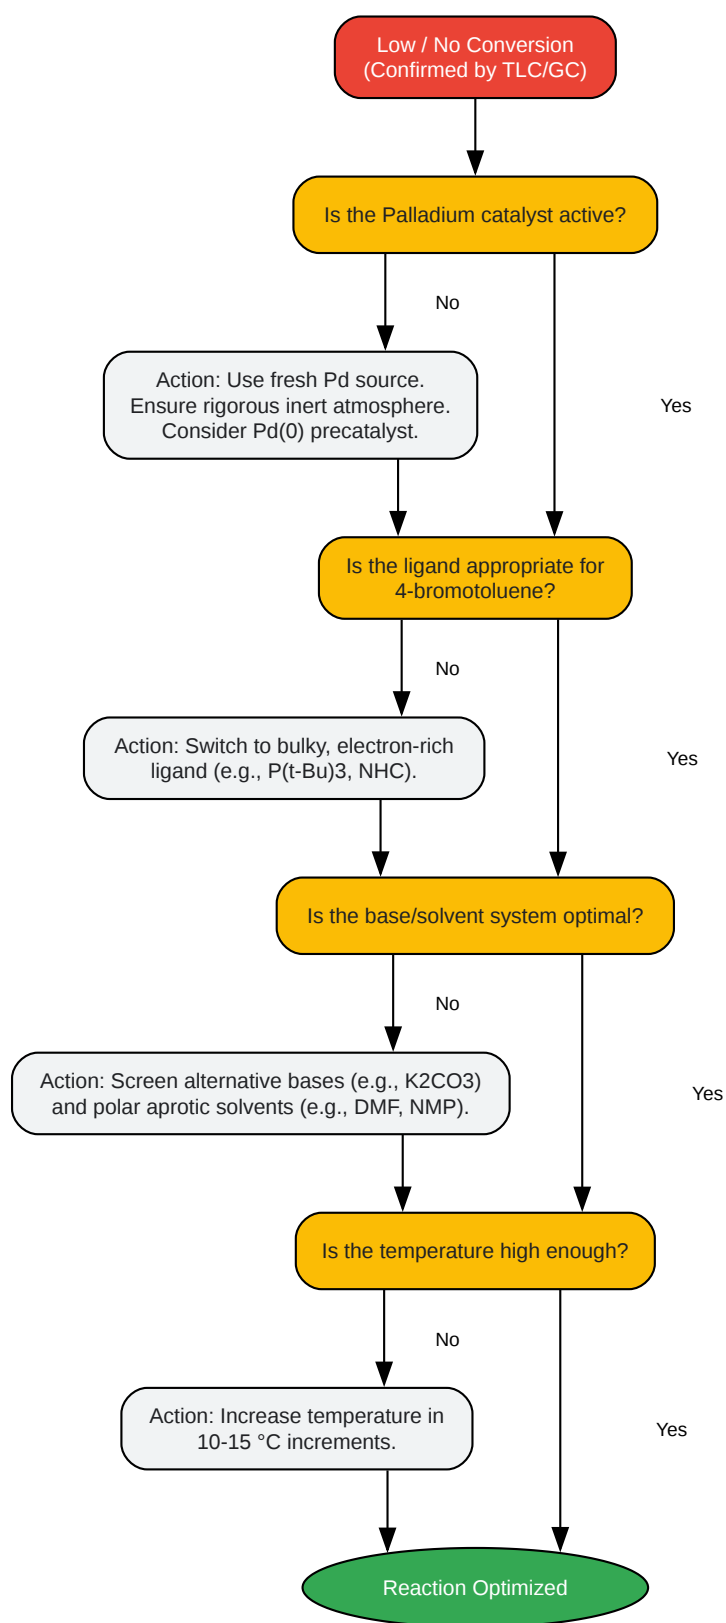 Low / No Conversion
(Confirmed by TLC/GC)
Is the Palladium catalyst active?
No
Action: Use fresh Pd source.
Ensure rigorous inert atmosphere.
Consider Pd(0) precatalyst.
Yes
Is the ligand appropriate for
4-bromotoluene?
No
Action: Switch to bulky, electron-rich
ligand (e.g., P(t-Bu)3, NHC).
Yes
Is the base/solvent system optimal?
No
Action: Screen alternative bases (e.g., K2CO3)
and polar aprotic solvents (e.g., DMF, NMP).
Yes
Is the temperature high enough?
No
Action: Increase temperature in
10-15 °C increments.
Yes
Reaction Optimized